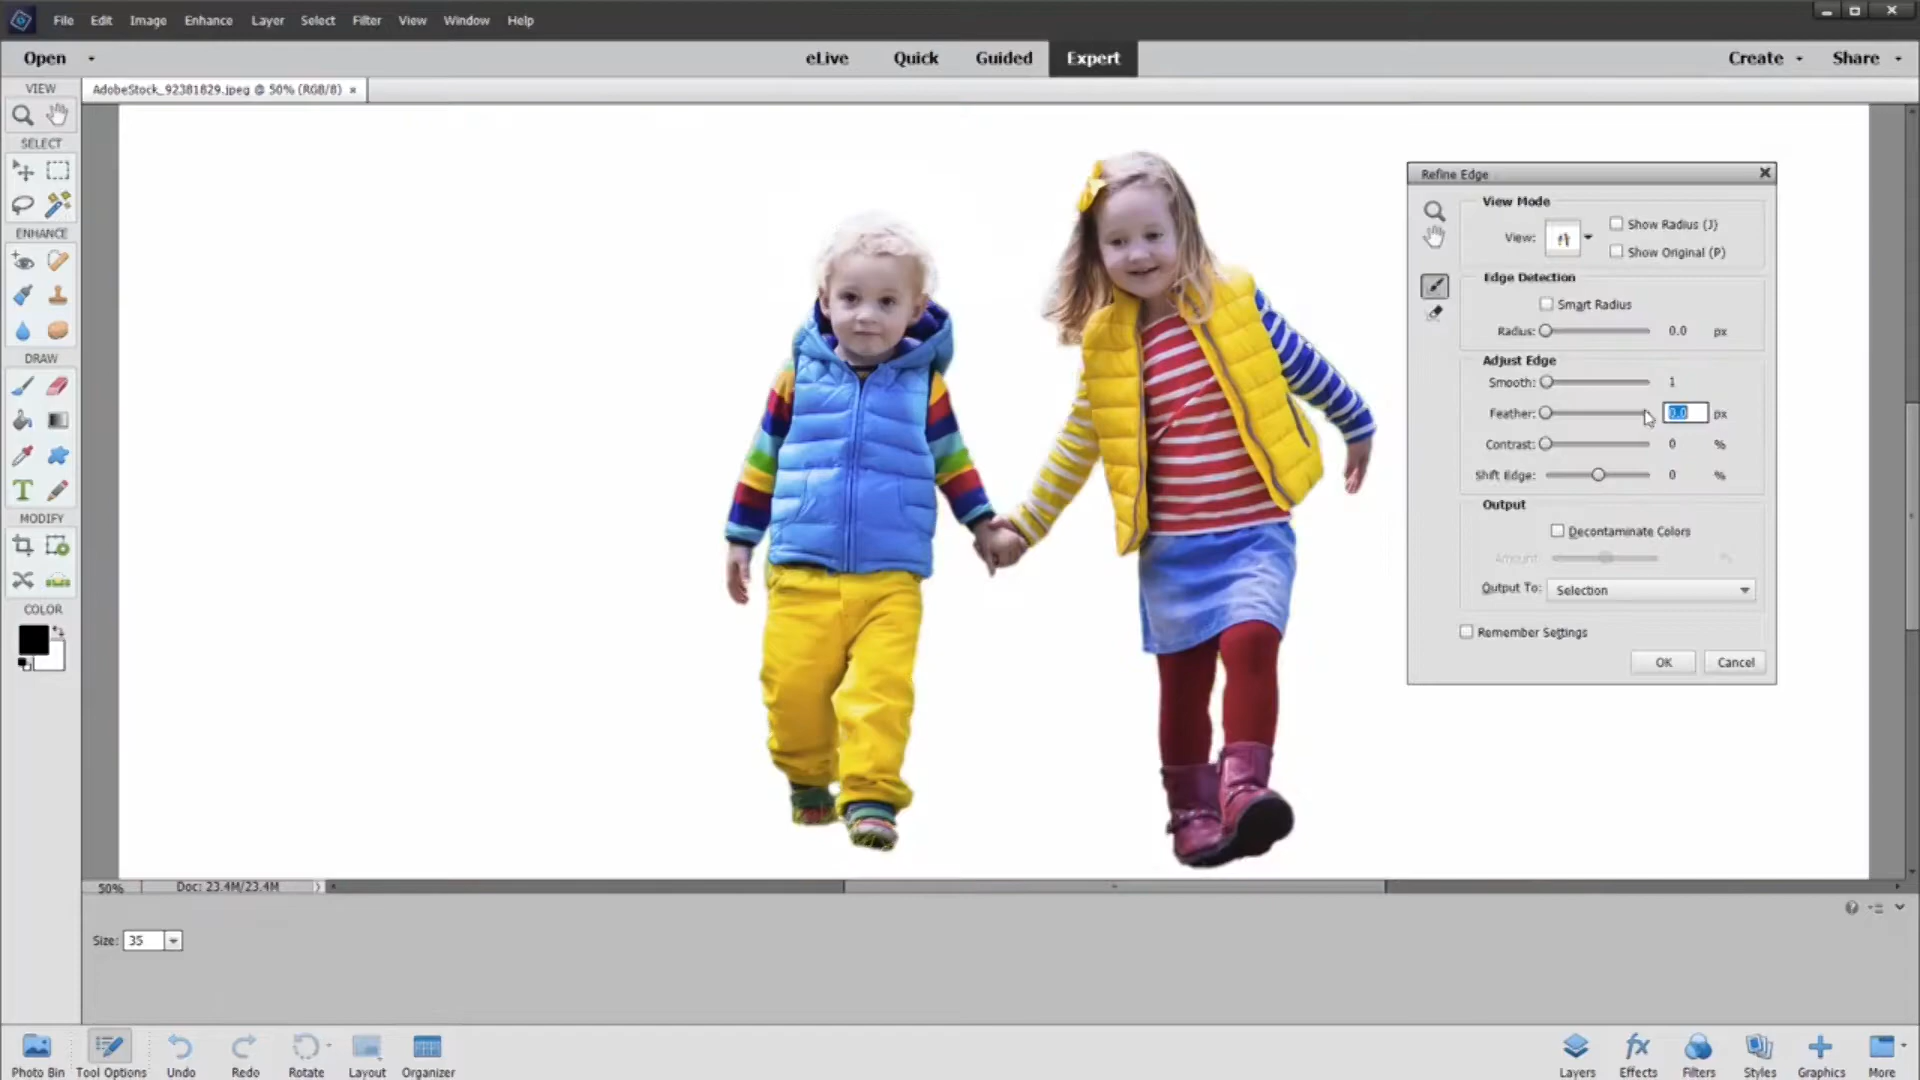 File Edit Image Enhance Layer Select Filter View Window Help
Open eLive Quick Guided Expert Create Share
AdobeStock_92381829.jpeg @ 50% (RGB/8) ×
VIEW
SELECT
ENHANCE
DRAW
MODIFY
COLOR
Refine Edge
View Mode
View:
Show Radius (J)
Show Original (P)
Edge Detection
Smart Radius
Radius: 0.0 px
Adjust Edge
Smooth: 1
Feather: 0.0 px
Contrast: 0 %
Shift Edge: 0 %
Output
Decontaminate Colors
Amount:
Output To: Selection
Remember Settings
OK Cancel
50% Doc: 23.4M/23.4M
Size: 35
Photo Bin Tool Options Undo Redo Rotate Layout Organizer Layers Effects Filters Styles Graphics More